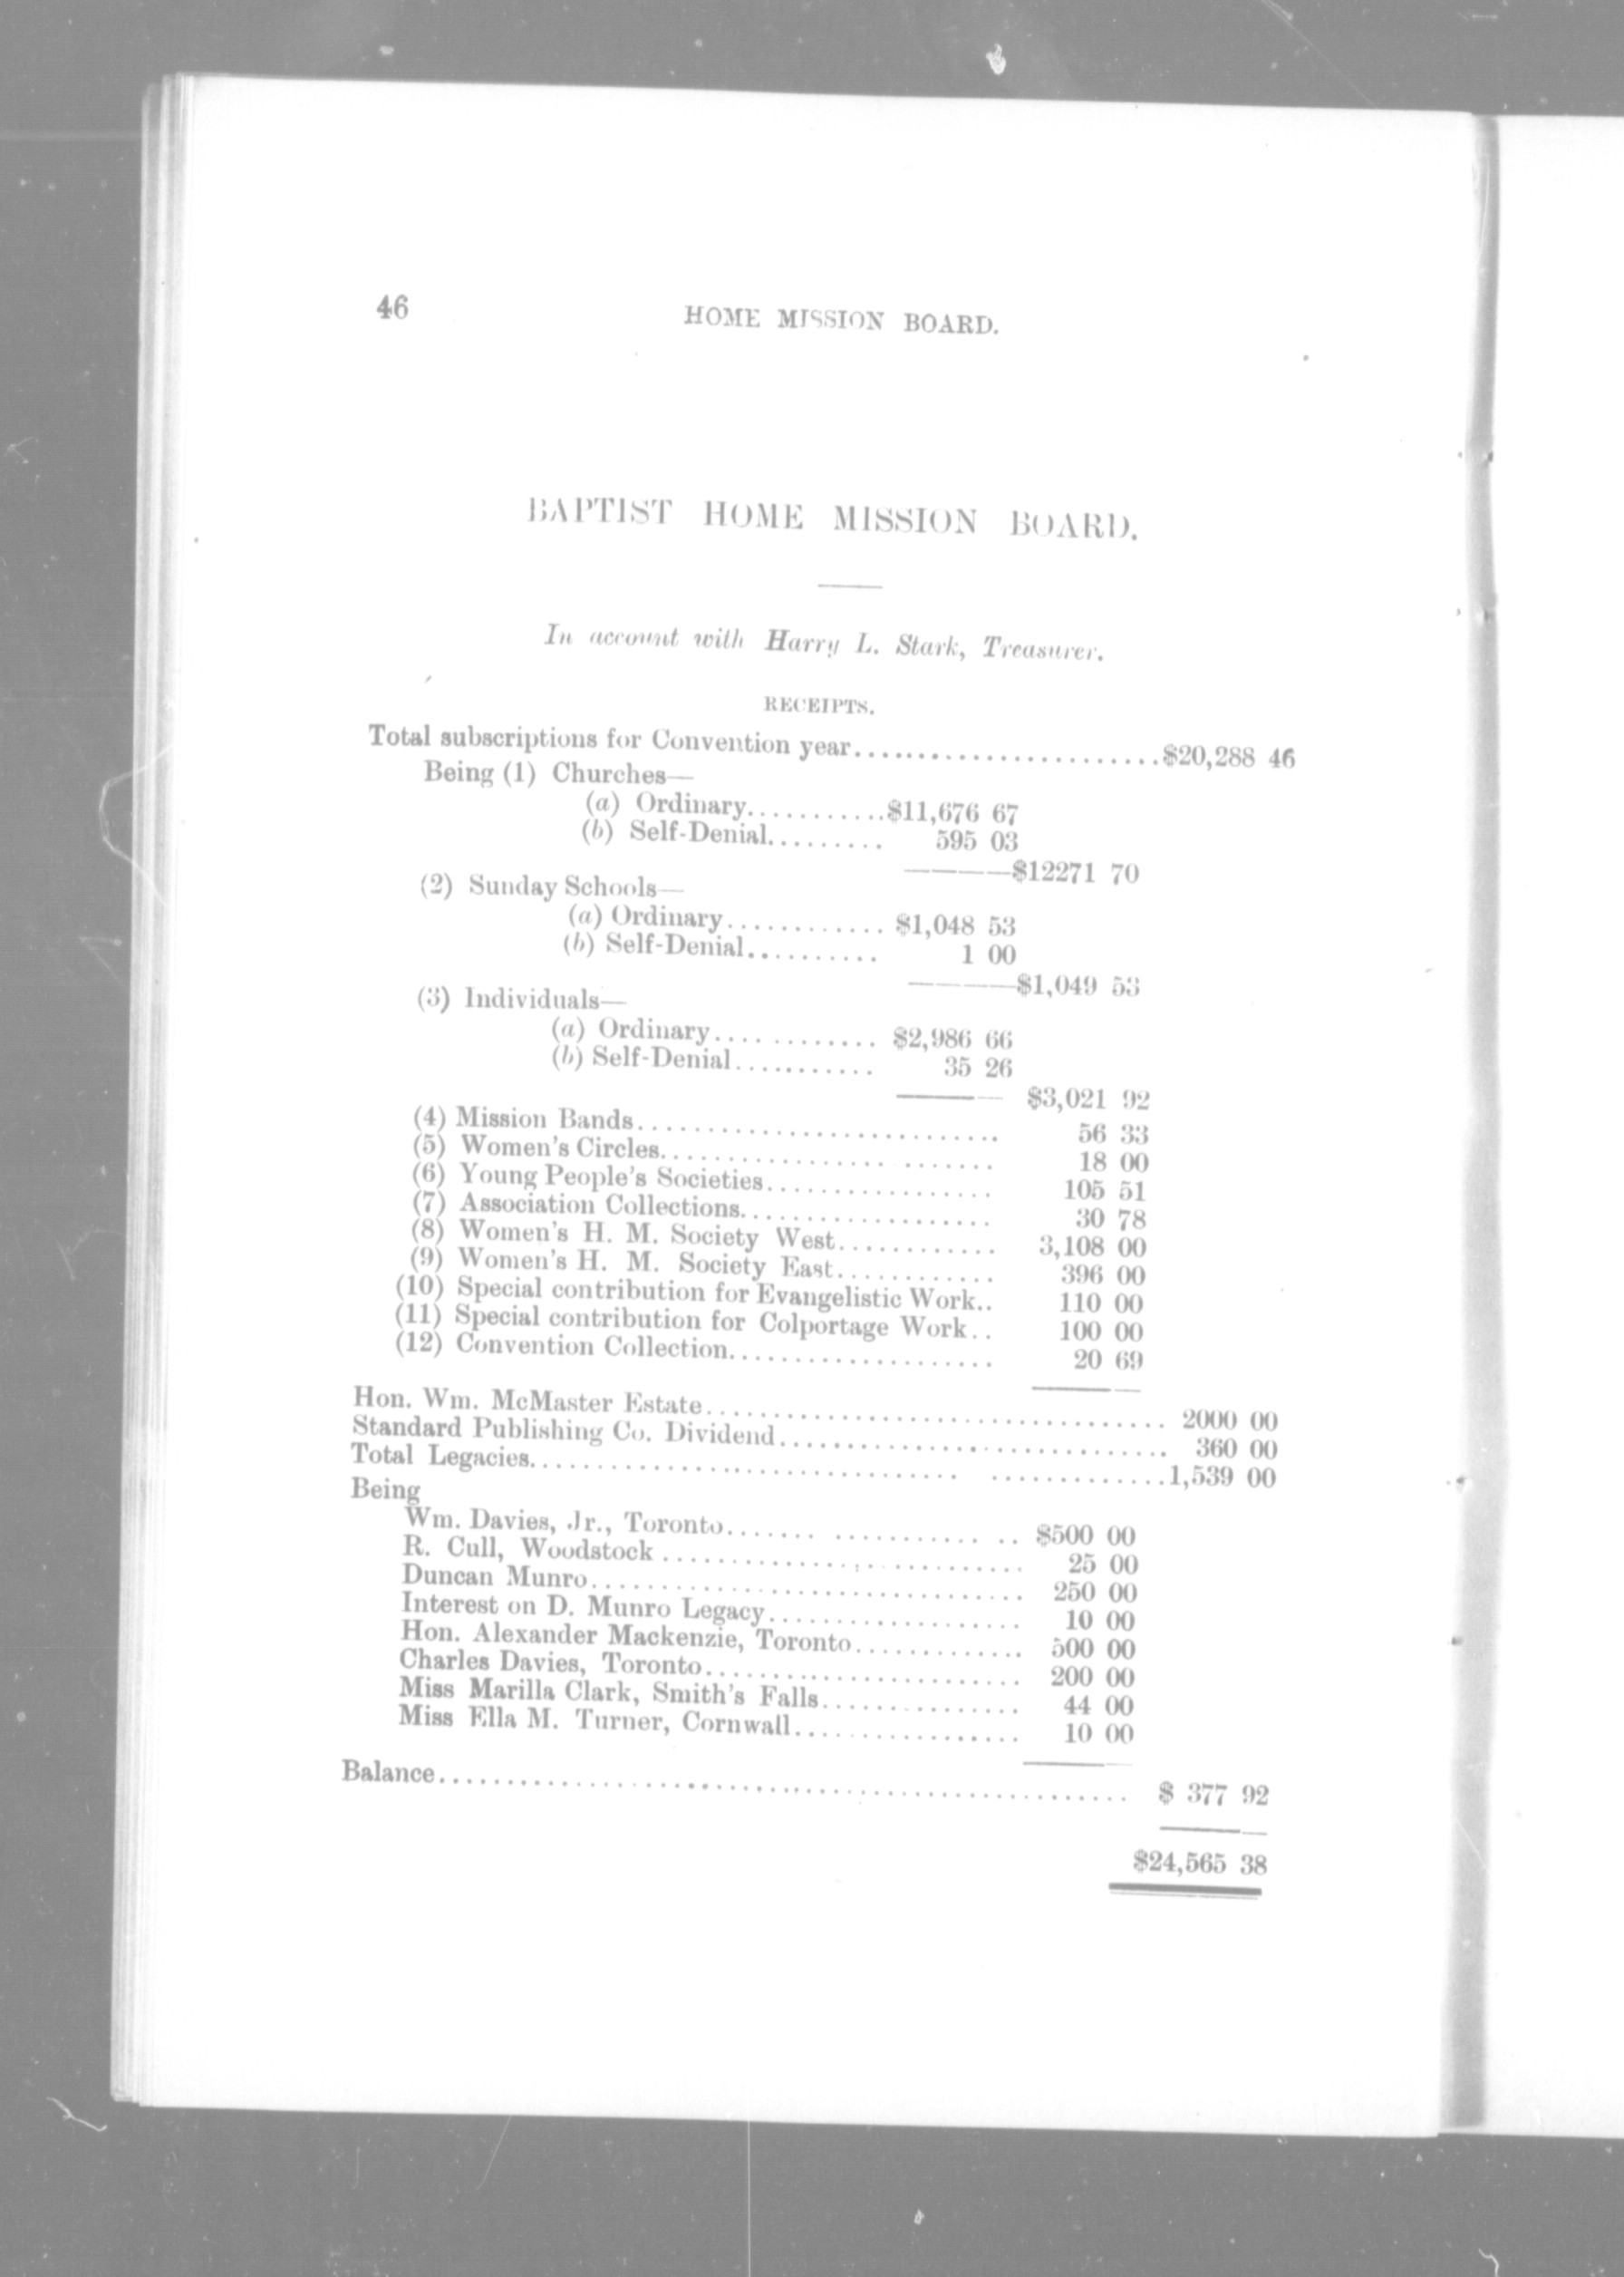 46
HOME MISSION BOARD.
BAPTIST HOME MISSION BOARD.
In account with Harry L. Stark, Treasurer.
RECEIPTS.
Total subscriptions for Convention year.......................$20,288 46
Being (1) Churches—
(a) Ordinary...........$11,676 67
(b) Self-Denial......... 595 03
————$12271 70
(2) Sunday Schools—
(a) Ordinary............ $1,048 53
(b) Self-Denial.......... 1 00
————$1,049 53
(3) Individuals—
(a) Ordinary............ $2,986 66
(b) Self-Denial........... 35 26
———— $3,021 92
(4) Mission Bands.......................... 56 33
(5) Women's Circles........................ 18 00
(6) Young People's Societies................. 105 51
(7) Association Collections................... 30 78
(8) Women's H. M. Society West............ 3,108 00
(9) Women's H. M. Society East............ 396 00
(10) Special contribution for Evangelistic Work.. 110 00
(11) Special contribution for Colportage Work.. 100 00
(12) Convention Collection................... 20 69
Hon. Wm. McMaster Estate.................................. 2000 00
Standard Publishing Co. Dividend............................. 360 00
Total Legacies............................... .............1,539 00
Being
Wm. Davies, Jr., Toronto....... ........... .. $500 00
R. Cull, Woodstock .......................... 25 00
Duncan Munro................................ 250 00
Interest on D. Munro Legacy................... 10 00
Hon. Alexander Mackenzie, Toronto............. 500 00
Charles Davies, Toronto........................ 200 00
Miss Marilla Clark, Smith's Falls............... 44 00
Miss Ella M. Turner, Cornwall................. 10 00
Balance................................................... $ 377 92
$24,565 38